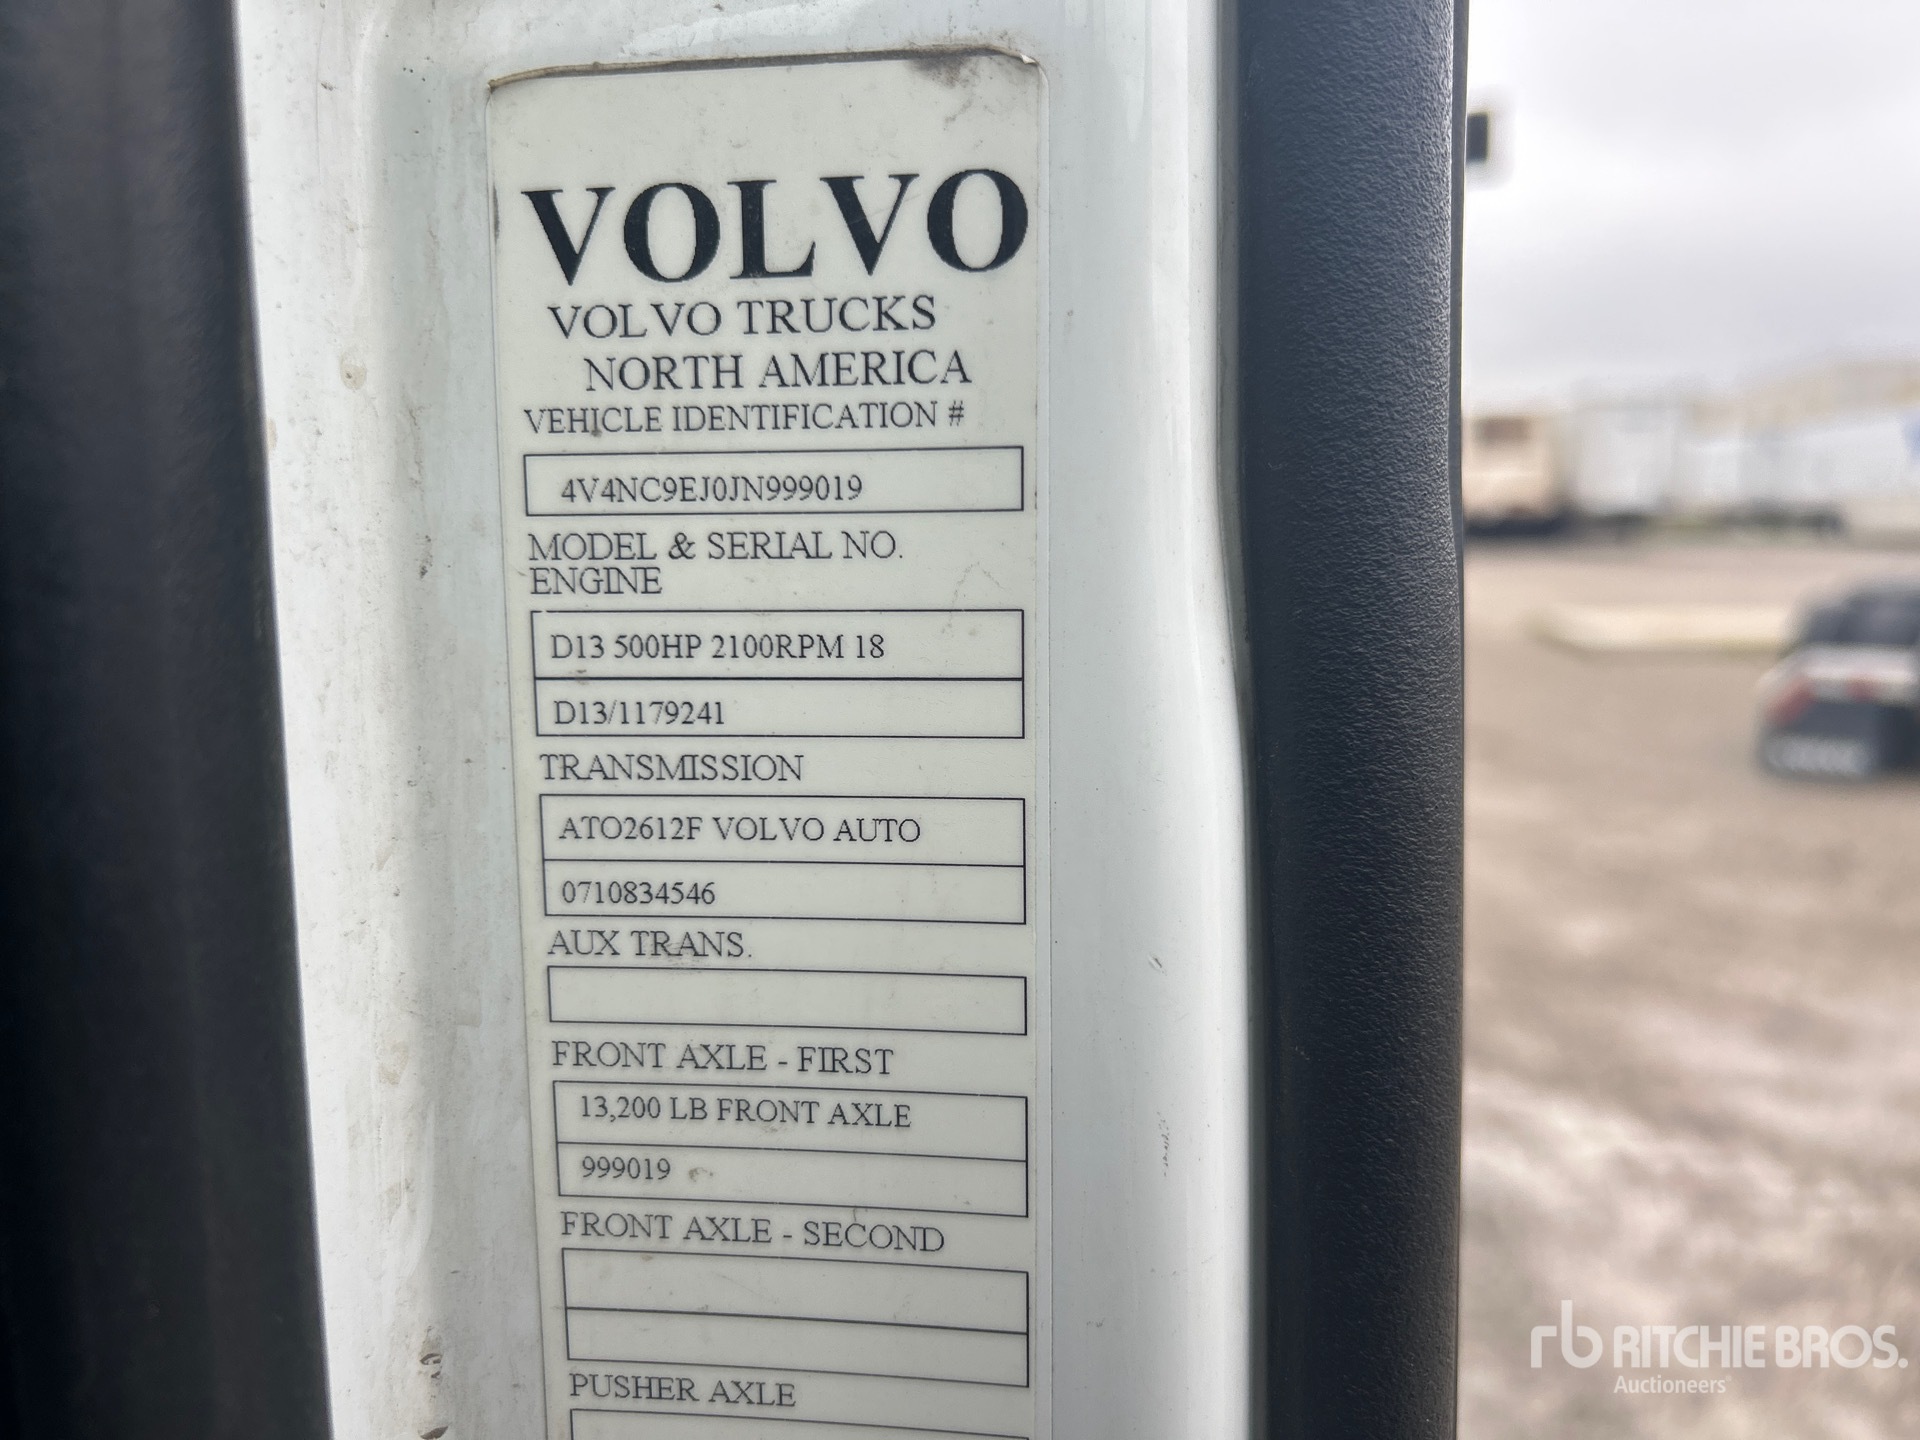 VOLVO
VOLVO TRUCKS
NORTH AMERICA
VEHICLE IDENTIFICATION #
4V4NC9EJ0JN999019
MODEL & SERIAL NO.
ENGINE
D13 500HP 2100RPM 18
D13/1179241
TRANSMISSION
ATO2612F VOLVO AUTO
0710834546
AUX TRANS.
FRONT AXLE - FIRST
13,200 LB FRONT AXLE
999019
FRONT AXLE - SECOND
PUSHER AXLE
rb RITCHIE BROS.
Auctioneers